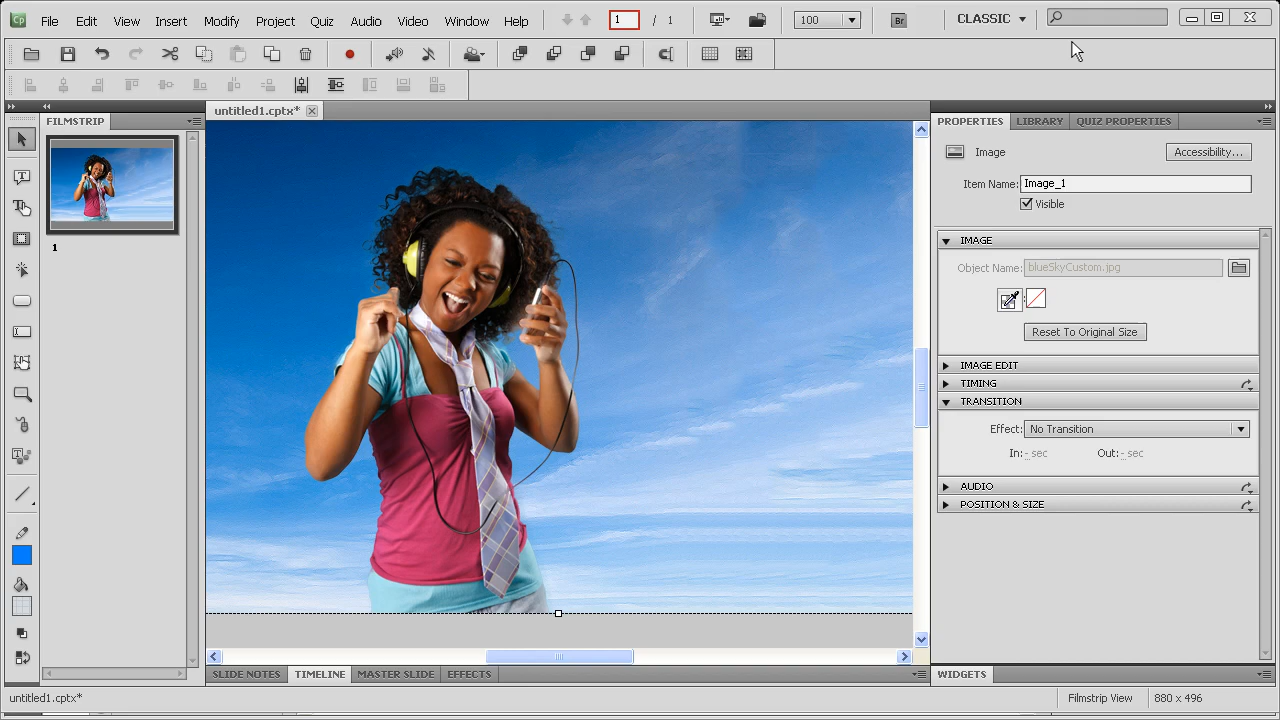 Cp File Edit View Insert Modify Project Quiz Audio Video Window Help 1 / 1 100 Br CLASSIC
untitled1.cptx*
FILMSTRIP
1
PROPERTIES LIBRARY QUIZ PROPERTIES
Image Accessibility...
Item Name: Image_1
Visible
IMAGE
Object Name: blueSkyCustom.jpg
Reset To Original Size
IMAGE EDIT
TIMING
TRANSITION
Effect: No Transition
In: - sec Out: - sec
AUDIO
POSITION & SIZE
SLIDE NOTES TIMELINE MASTER SLIDE EFFECTS
WIDGETS
untitled1.cptx* Filmstrip View 880 x 496